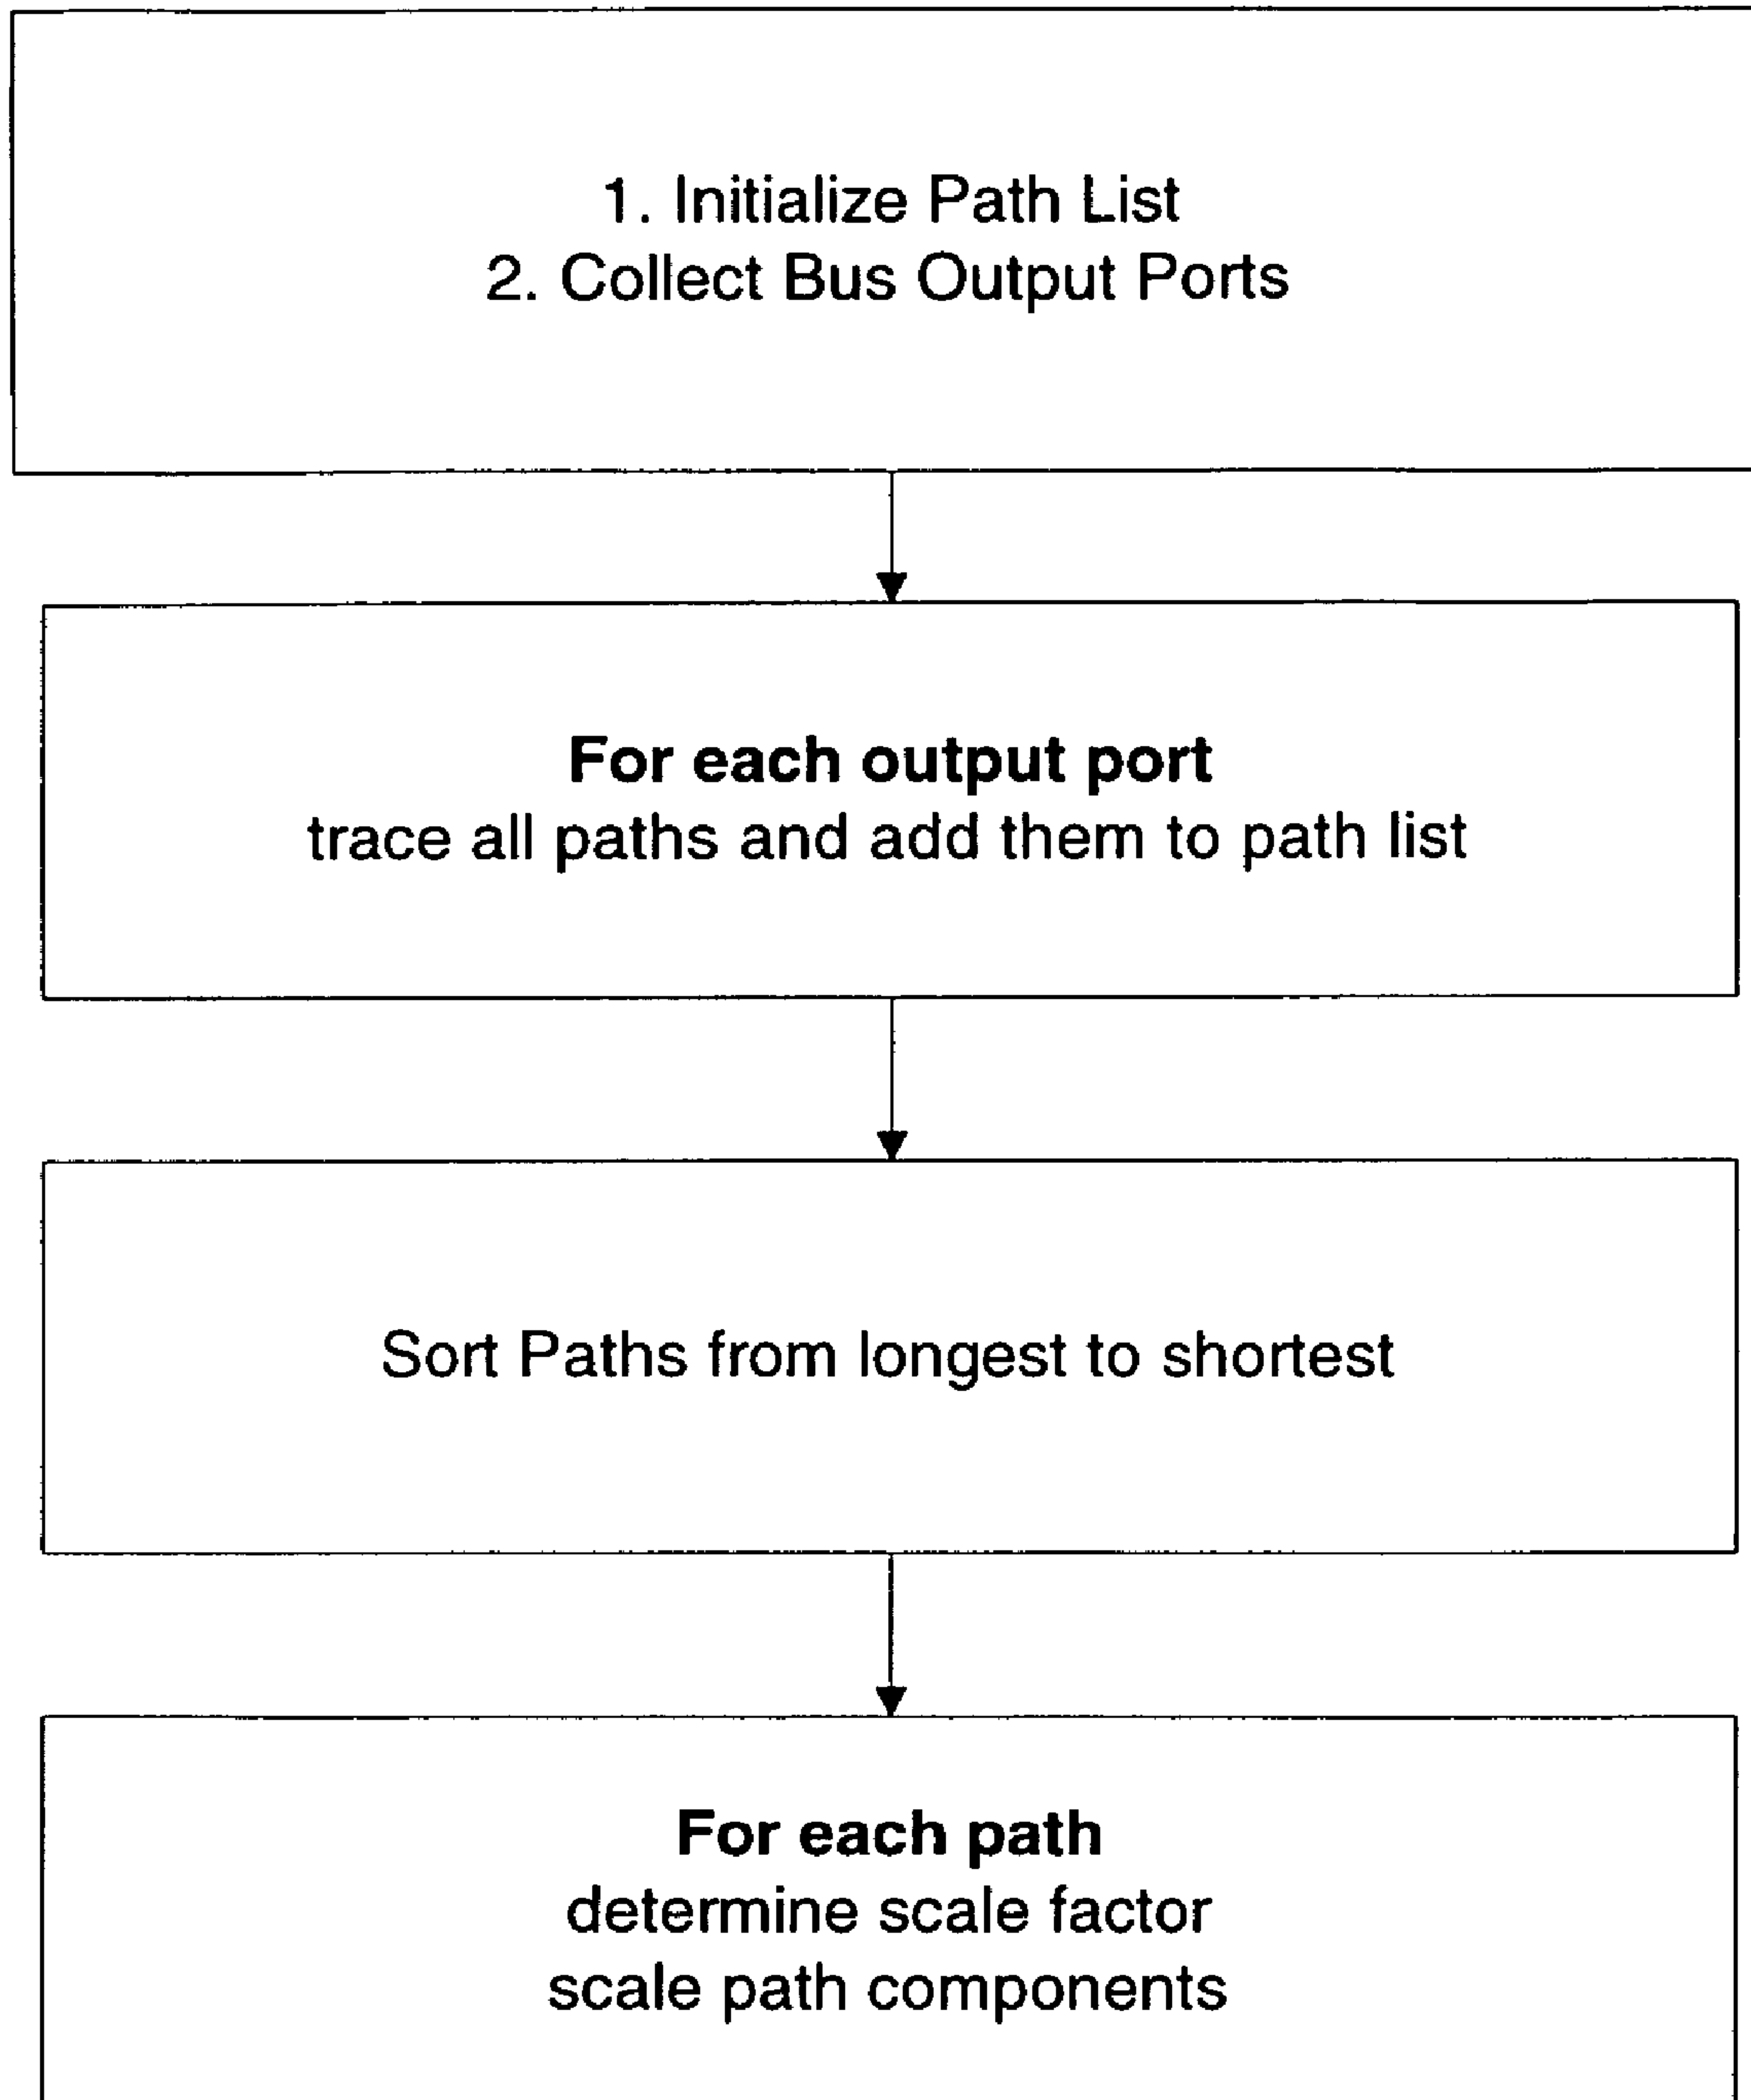 1. Initialize Path List
2. Collect Bus Output Ports
For each output port
trace all paths and add them to path list
Sort Paths from longest to shortest
For each path
determine scale factor
scale path components